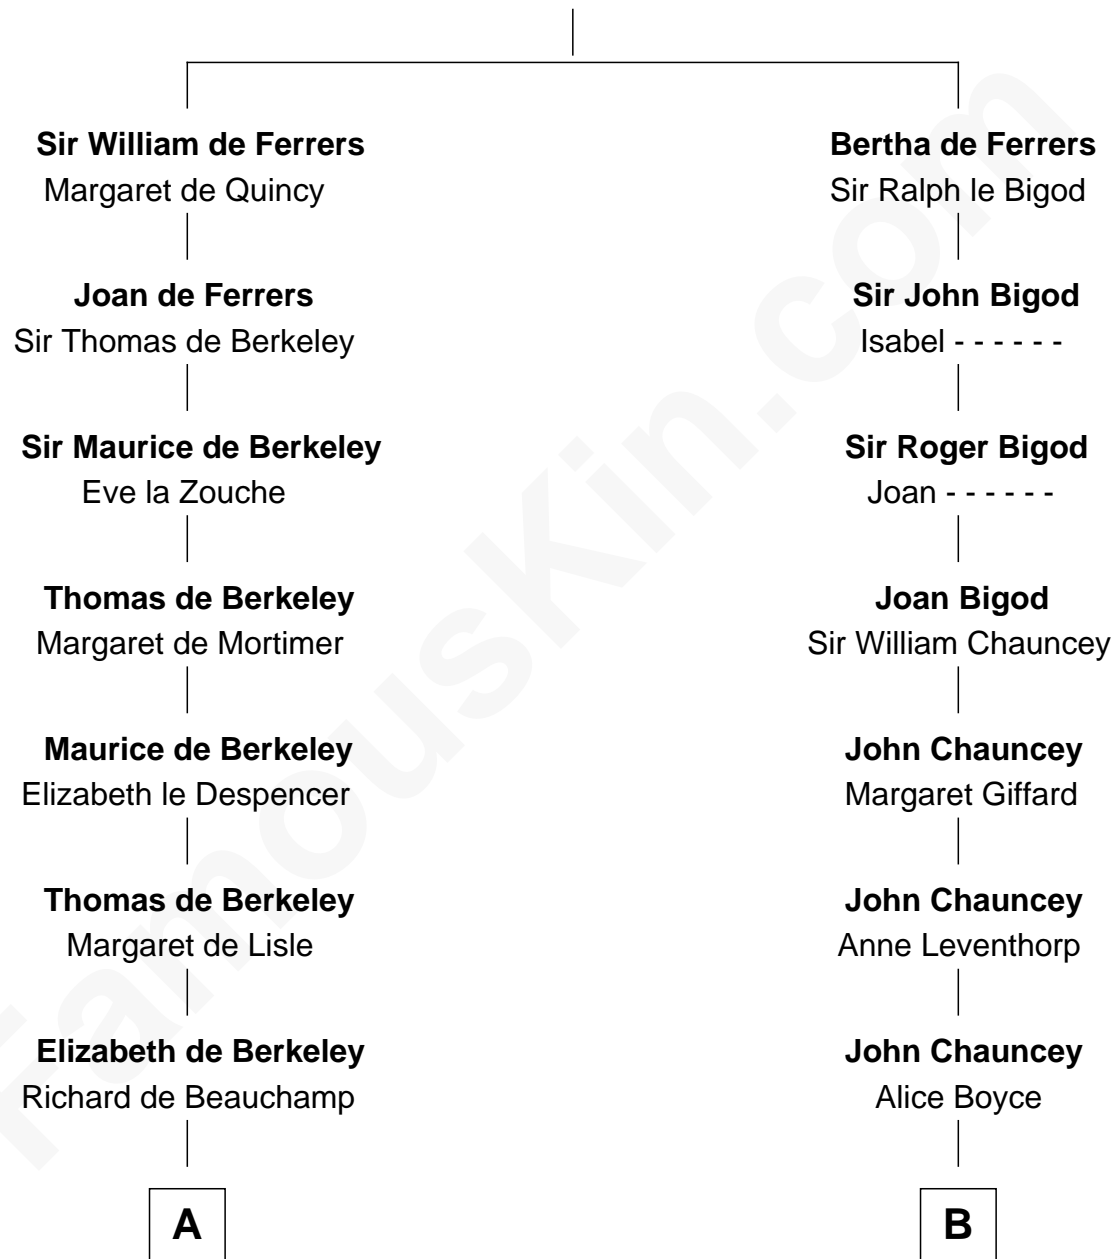 Sir William de Ferrers
Margaret de Quincy
Joan de Ferrers
Sir Thomas de Berkeley
Sir Maurice de Berkeley
Eve la Zouche
Thomas de Berkeley
Margaret de Mortimer
Maurice de Berkeley
Elizabeth le Despencer
Thomas de Berkeley
Margaret de Lisle
Elizabeth de Berkeley
Richard de Beauchamp
A
Bertha de Ferrers
Sir Ralph le Bigod
Sir John Bigod
Isabel - - - - - -
Sir Roger Bigod
Joan - - - - - -
Joan Bigod
Sir William Chauncey
John Chauncey
Margaret Giffard
John Chauncey
Anne Leventhorp
John Chauncey
Alice Boyce
B
FamousKin.com